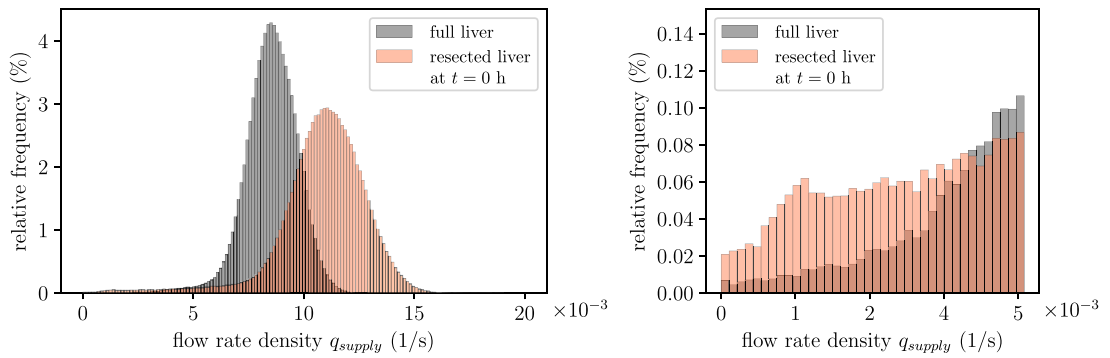 4
3
2
1
0
relative frequency (%)
full liver
resected liver
at t = 0 h
0
5
10
15
20
×10⁻³
flow rate density q_supply (1/s)
0.14
0.12
0.10
0.08
0.06
0.04
0.02
0.00
relative frequency (%)
full liver
resected liver
at t = 0 h
0
1
2
4
5
×10⁻³
flow rate density q_supply (1/s)